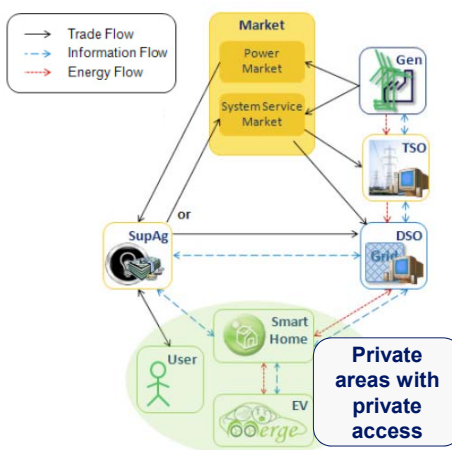 Trade Flow
Information Flow
Energy Flow
Market
Power
Market
System Service
Market
Gen
TSO
or
SupAg
DSO
Grid
Smart
Home
User
EV
merge
Private
areas with
private
access